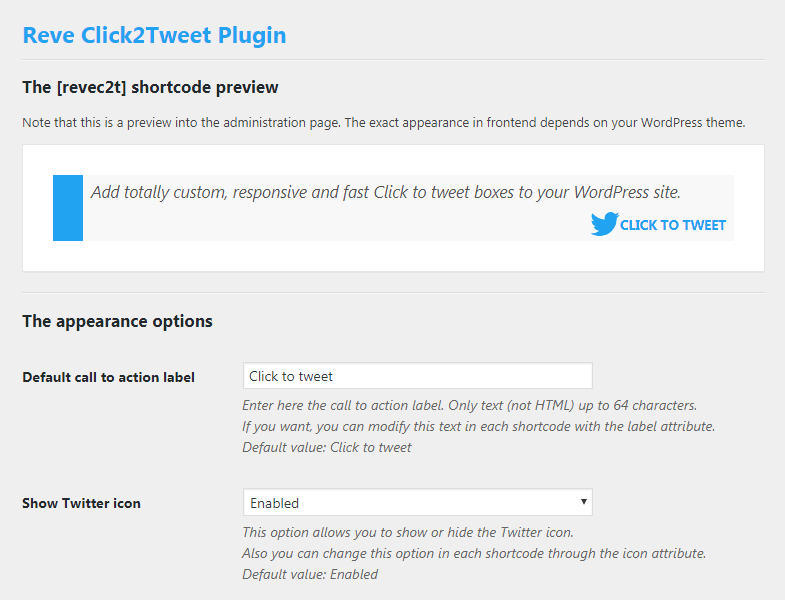 Reve Click2Tweet Plugin
The [revec2t] shortcode preview
Note that this is a preview into the administration page. The exact appearance in frontend depends on your WordPress theme.
Add totally custom, responsive and fast Click to tweet boxes to your WordPress site.
CLICK TO TWEET
The appearance options
Default call to action label
Click to tweet
Enter here the call to action label. Only text (not HTML) up to 64 characters.
If you want, you can modify this text in each shortcode with the label attribute.
Default value: Click to tweet
Show Twitter icon
Enabled
This option allows you to show or hide the Twitter icon.
Also you can change this option in each shortcode through the icon attribute.
Default value: Enabled